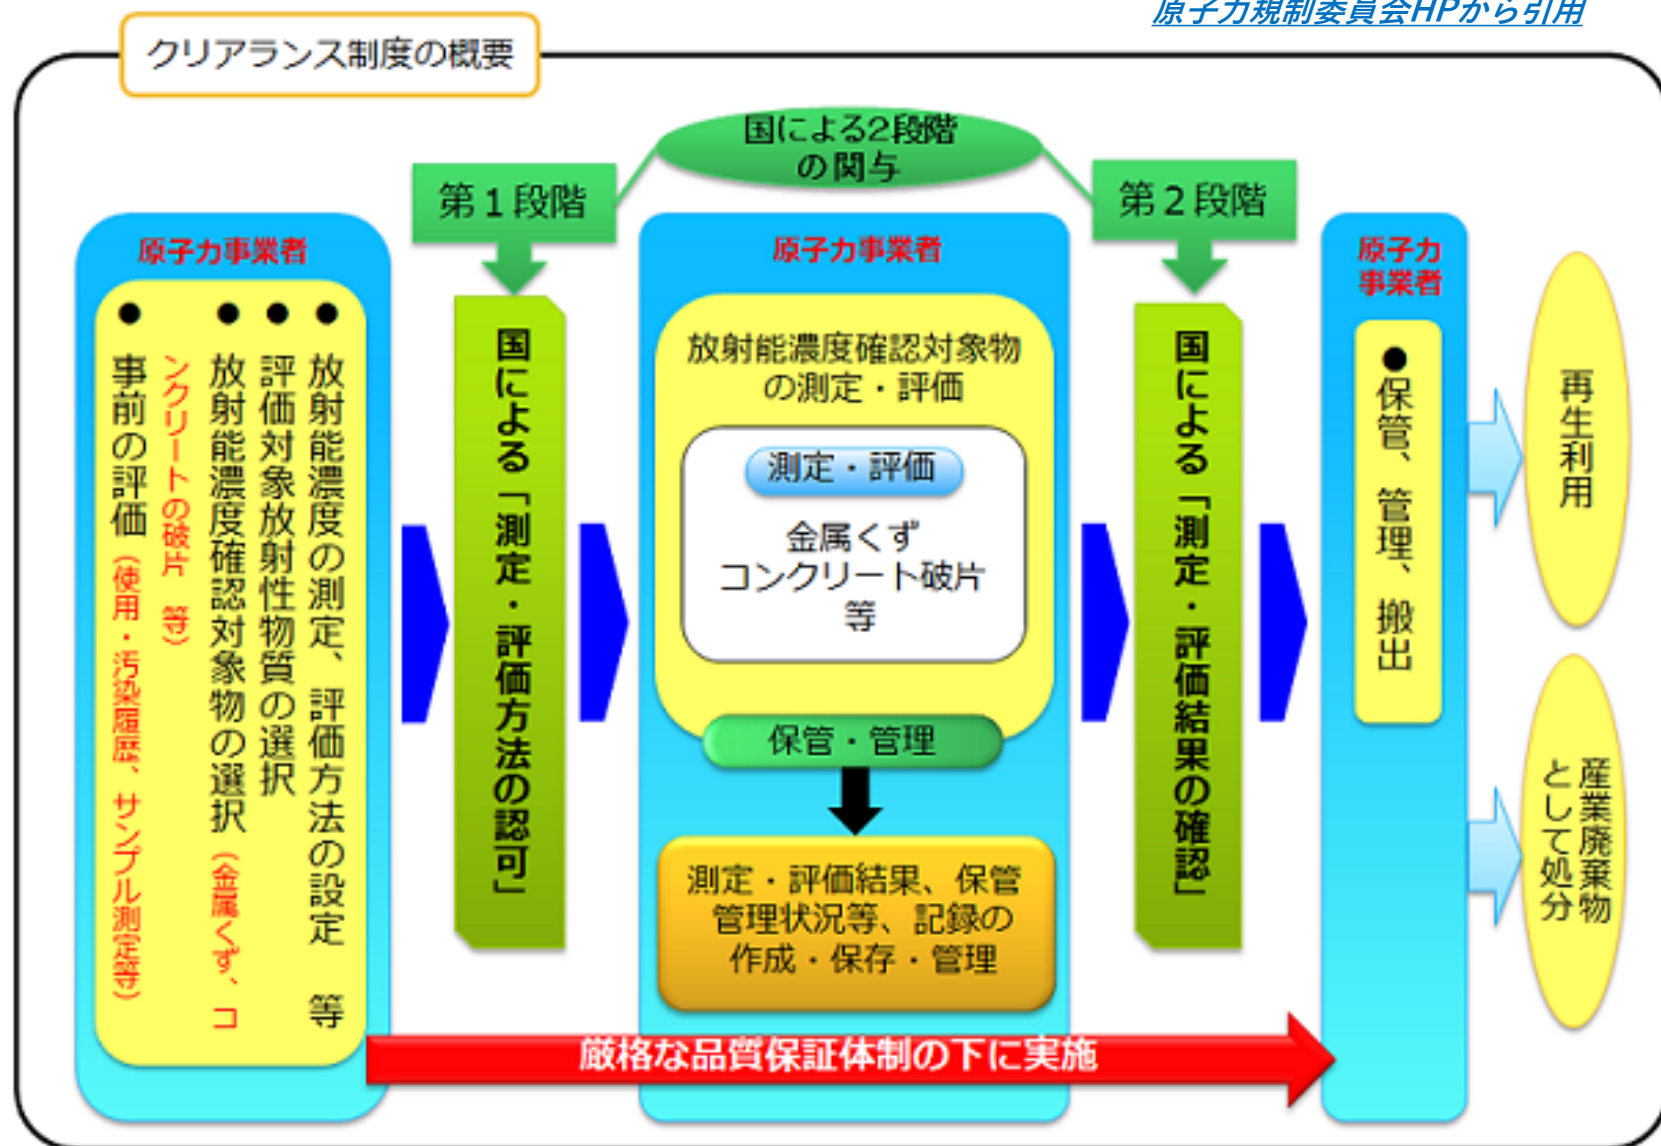 原子力規制委員会HPから引用
クリアランス制度の概要
国による2段階
の関与
第１段階
第２段階
原子力事業者
●放射能濃度の測定、評価方法の設定　等
●評価対象放射性物質の選択
●放射能濃度確認対象物の選択（金属くず、コ
ンクリートの破片　等）
●事前の評価（使用・汚染履歴、サンプル測定等）
国による「測定・評価方法の認可」
原子力事業者
放射能濃度確認対象物
の測定・評価
測定・評価
金属くず
コンクリート破片
等
保管・管理
測定・評価結果、保管
管理状況等、記録の
作成・保存・管理
国による「測定・評価結果の確認」
原子力
事業者
●保管、管理、搬出
再生利用
産業廃棄物
として処分
厳格な品質保証体制の下に実施